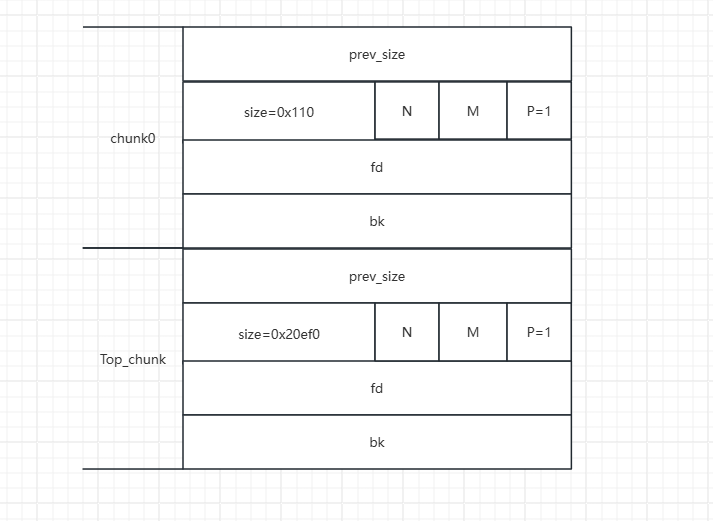 prev_size
size=0x110 N M P=1
chunk0
fd
bk
prev_size
size=0x20ef0 N M P=1
Top_chunk
fd
bk